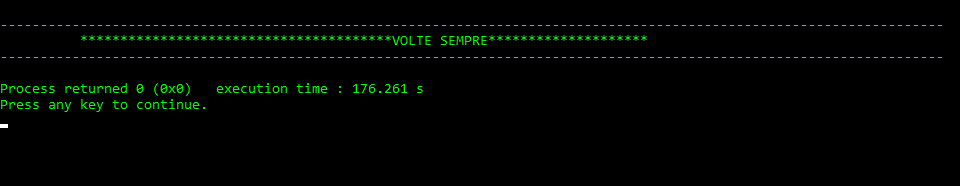 ----------------------------------------------------------------------------------------------------------------------
***************************************VOLTE SEMPRE********************
----------------------------------------------------------------------------------------------------------------------
Process returned 0 (0x0)   execution time : 176.261 s
Press any key to continue.